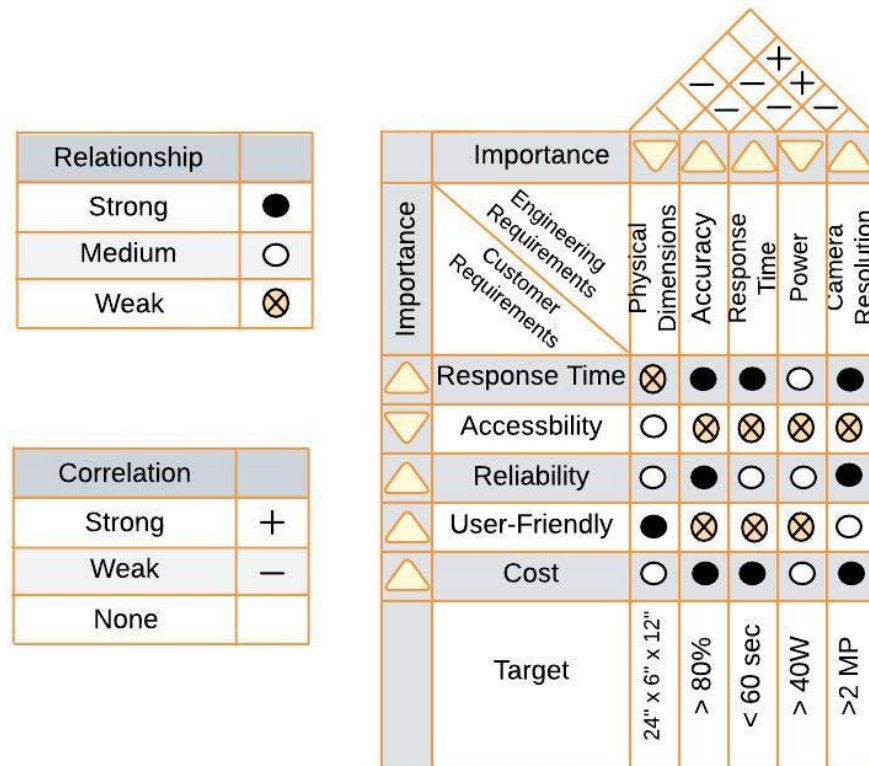 Relationship
Strong
Medium
Weak
Correlation
Strong +
Weak −
None
+
− − +
− − −
Importance
Importance
Engineering
Requirements
Customer
Requirements
Physical
Dimensions
Accuracy
Response
Time
Power
Camera
Resolution
Response Time
Accessbility
Reliability
User-Friendly
Cost
Target
24" x 6" x 12"
> 80%
< 60 sec
> 40W
>2 MP